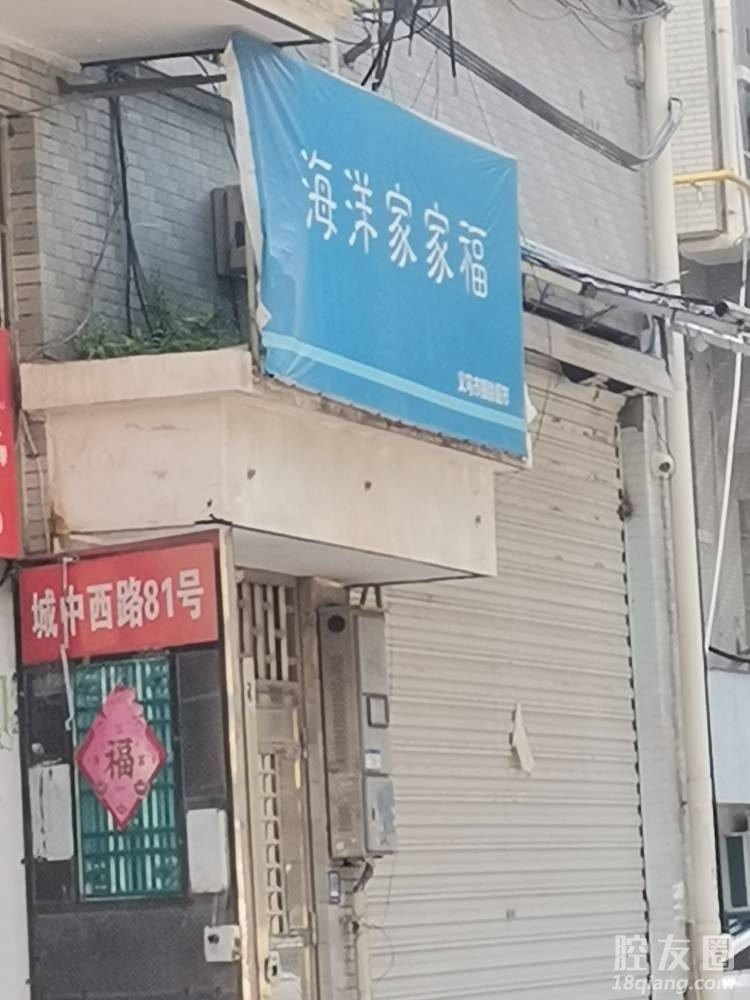 海洋家家福
城中西路81号
福
腔友圈
18qiang.com